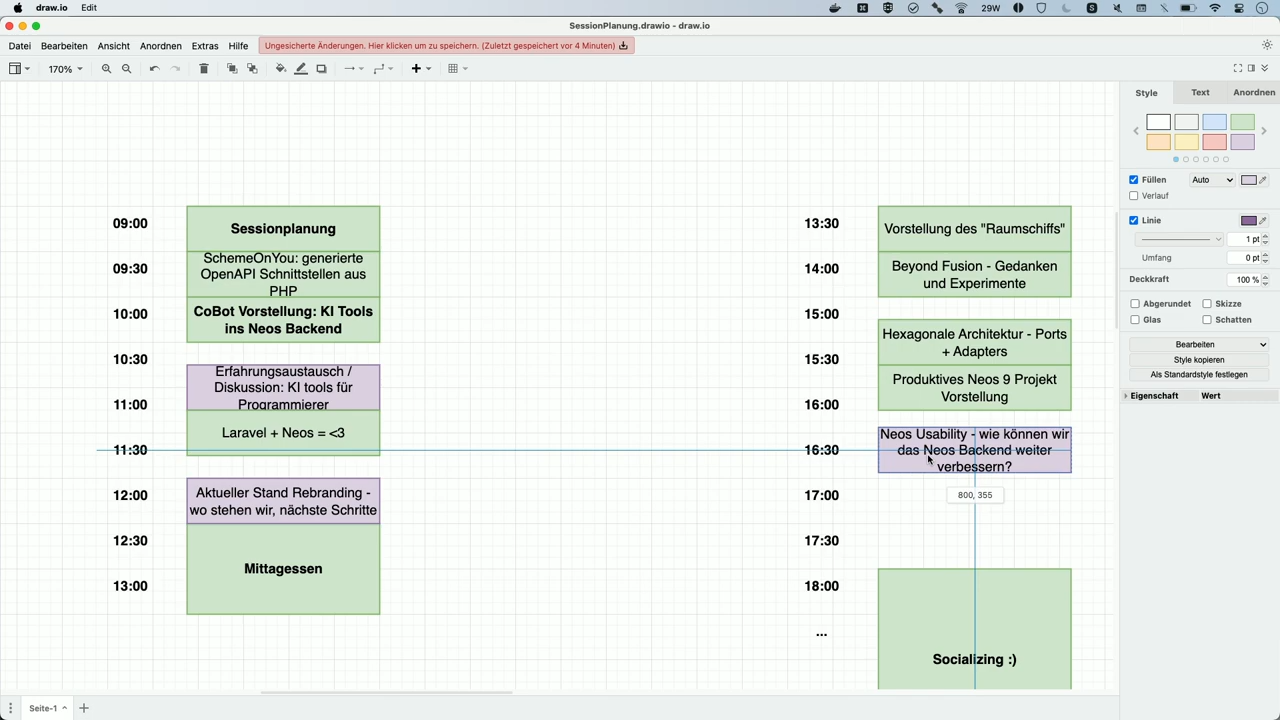 draw.io
Edit
29W
SessionPlanung.drawio - draw.io
Datei
Bearbeiten
Ansicht
Anordnen
Extras
Hilfe
Ungesicherte Änderungen. Hier klicken um zu speichern. (Zuletzt gespeichert vor 4 Minuten)
170%
09:00
Sessionplanung
09:30
SchemeOnYou: generierte
OpenAPI Schnittstellen aus
PHP
10:00
CoBot Vorstellung: KI Tools
ins Neos Backend
10:30
Erfahrungsaustausch /
Diskussion: KI tools für
Programmierer
11:00
Laravel + Neos = <3
11:30
12:00
Aktueller Stand Rebranding -
wo stehen wir, nächste Schritte
12:30
Mittagessen
13:00
13:30
Vorstellung des "Raumschiffs"
14:00
Beyond Fusion - Gedanken
und Experimente
15:00
Hexagonale Architektur - Ports
+ Adapters
15:30
Produktives Neos 9 Projekt
Vorstellung
16:00
16:30
Neos Usability - wie können wir
das Neos Backend weiter
verbessern?
17:00
800, 355
17:30
18:00
...
Socializing :)
Style
Text
Anordnen
Füllen
Auto
Verlauf
Linie
1 pt
Umfang
0 pt
Deckkraft
100 %
Abgerundet
Skizze
Glas
Schatten
Bearbeiten
Style kopieren
Als Standardstyle festlegen
Eigenschaft
Wert
Seite-1